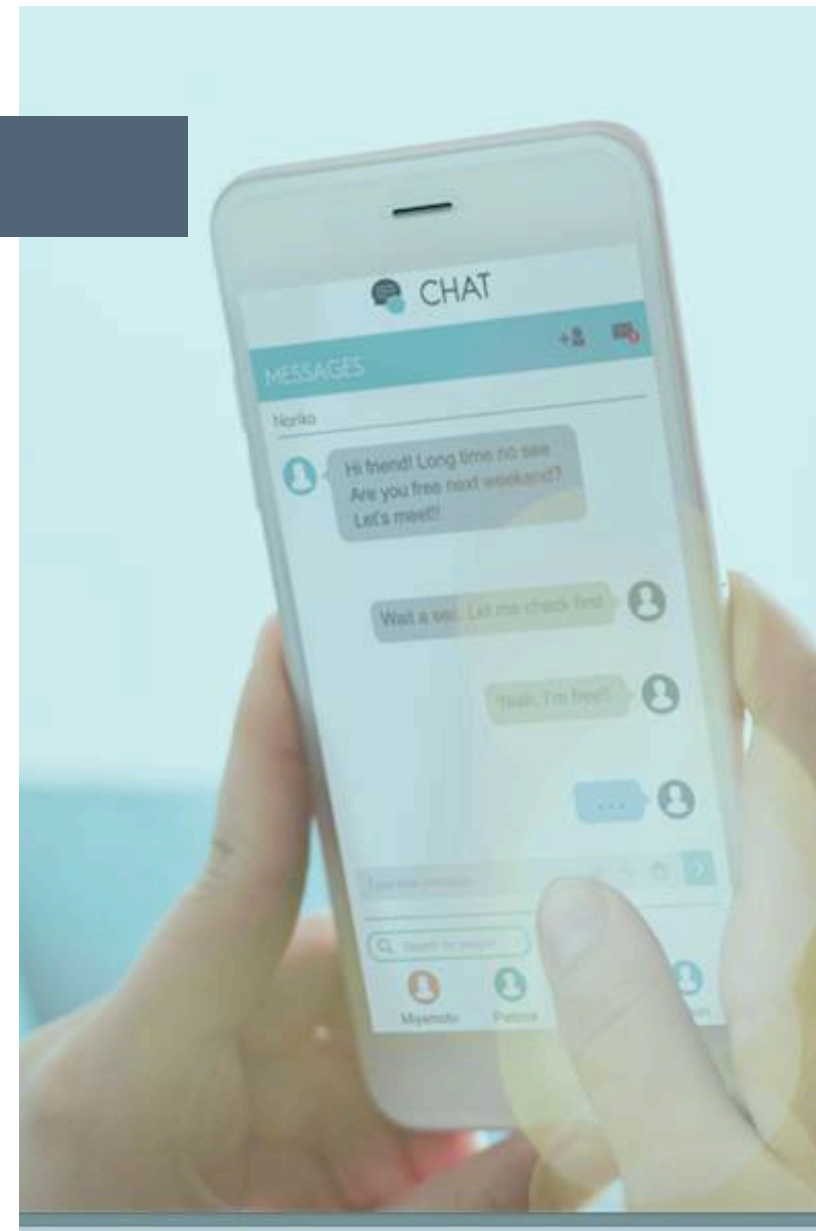 CHAT
MESSAGES
Noriko
Hi friend! Long time no see
Are you free next weekend?
Let's meet!!
Wait a sec. Let me check first
Yeah, I'm free!!
...
Miyamoto Patrick